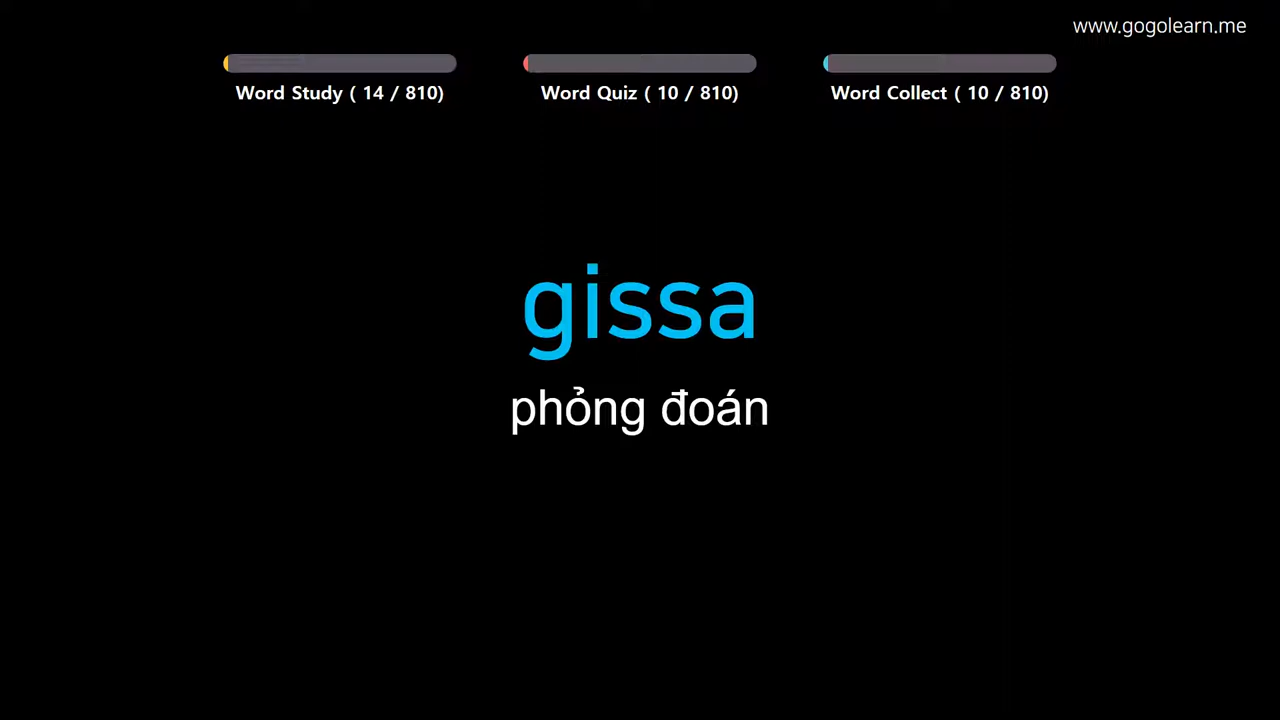 www.gogolearn.me
Word Study ( 14 / 810)
Word Quiz ( 10 / 810)
Word Collect ( 10 / 810)
gissa
phỏng đoán